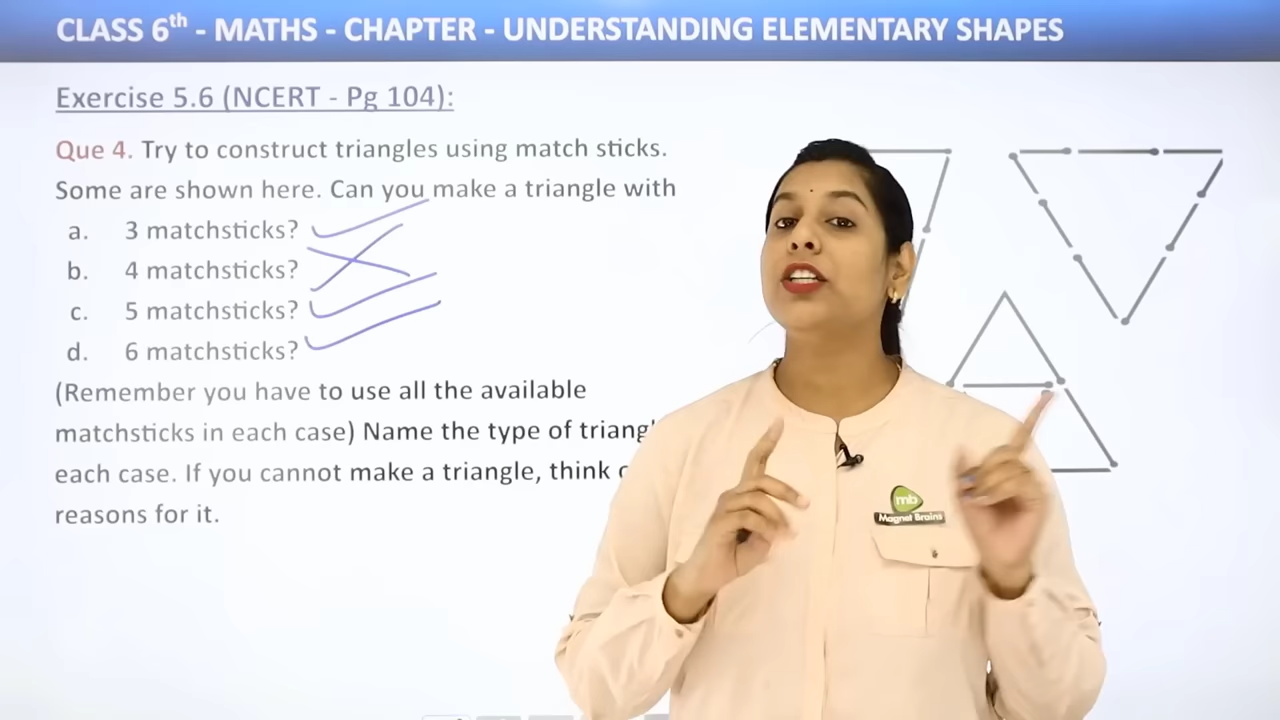 CLASS 6th - MATHS - CHAPTER - UNDERSTANDING ELEMENTARY SHAPES
Exercise 5.6 (NCERT - Pg 104):
Que 4. Try to construct triangles using match sticks.
Some are shown here. Can you make a triangle with
a. 3 matchsticks?
b. 4 matchsticks?
c. 5 matchsticks?
d. 6 matchsticks?
(Remember you have to use all the available
matchsticks in each case) Name the type of
each case. If you cannot make a triangle, think
reasons for it.
mb
Magnet Brains